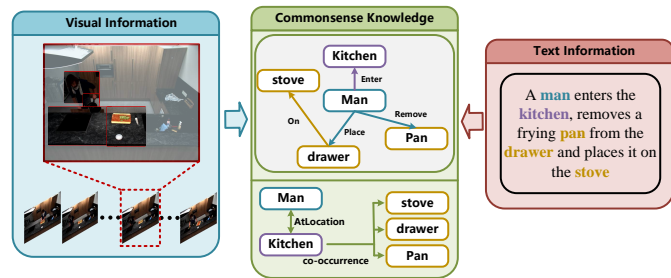 Visual Information
Commonsense Knowledge
Text Information
Kitchen
stove
Enter
Man
Remove
On
Place
Pan
drawer
A man enters the
kitchen, removes a
frying pan from the
drawer and places it on
the stove
Man
AtLocation
Kitchen
co-occurrence
stove
drawer
Pan